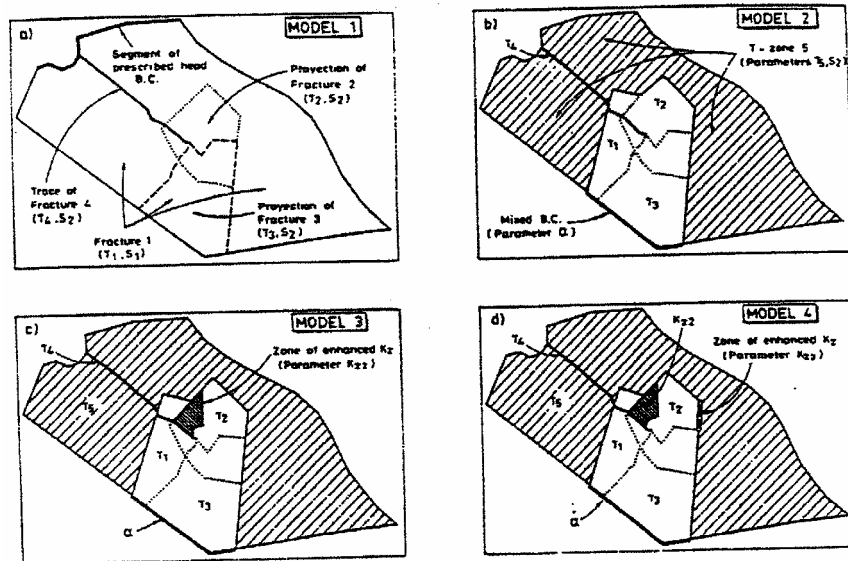 a)
MODEL 1
Segment of
prescribed head
B.C.
Proyection of
Fracture 2
(T2,S2)
Trace of
Fracture 4
(T4,S2)
Fracture 1
(T1,S1)
Proyection of
Fracture 3
(T3,S2)
b)
MODEL 2
T4
T - zone 5
(Parameters T5,S2)
T2
T1
T3
Mixed B.C.
(Parameter α)
c)
MODEL 3
T4
Zone of enhanced Kz
(Parameter Kz2)
T5
T2
T1
T3
α
d)
MODEL 4
Kz2
T4
Zone of enhanced Kz
(Parameter Kz3)
T5
T2
T1
T3
α